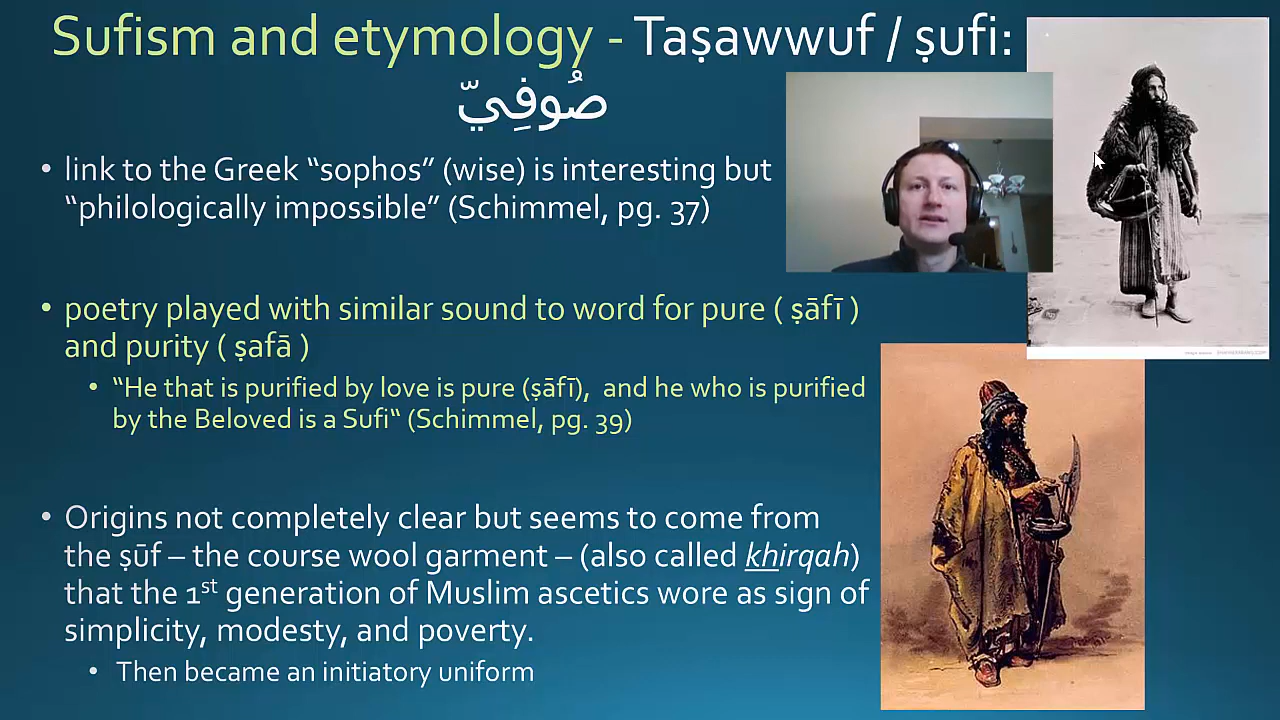 Sufism and etymology - Taṣawwuf / ṣufi:
صُوفِيّ
• link to the Greek “sophos” (wise) is interesting but
“philologically impossible” (Schimmel, pg. 37)
• poetry played with similar sound to word for pure ( ṣāfī )
and purity ( ṣafā )
• “He that is purified by love is pure (ṣāfī),  and he who is purified
by the Beloved is a Sufi“ (Schimmel, pg. 39)
• Origins not completely clear but seems to come from
the ṣūf – the course wool garment – (also called khirqah)
that the 1st generation of Muslim ascetics wore as sign of
simplicity, modesty, and poverty.
• Then became an initiatory uniform